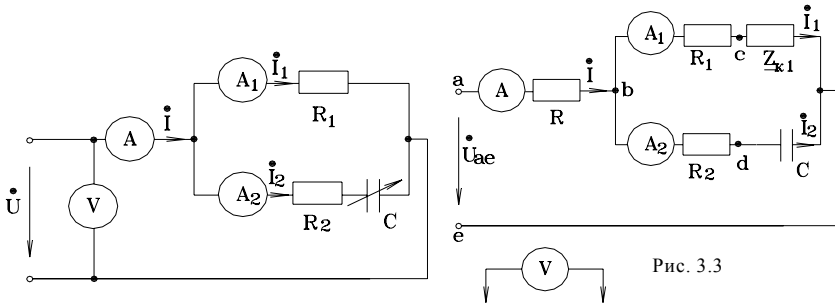 A
İ
A₁
İ₁
R₁
A₂
İ₂
R₂
C
U̇
V
a
A
R
İ
b
A₁
R₁
c
Z̲к1
İ₁
A₂
R₂
d
İ₂
C
U̇ae
e
V
Рис. 3.3